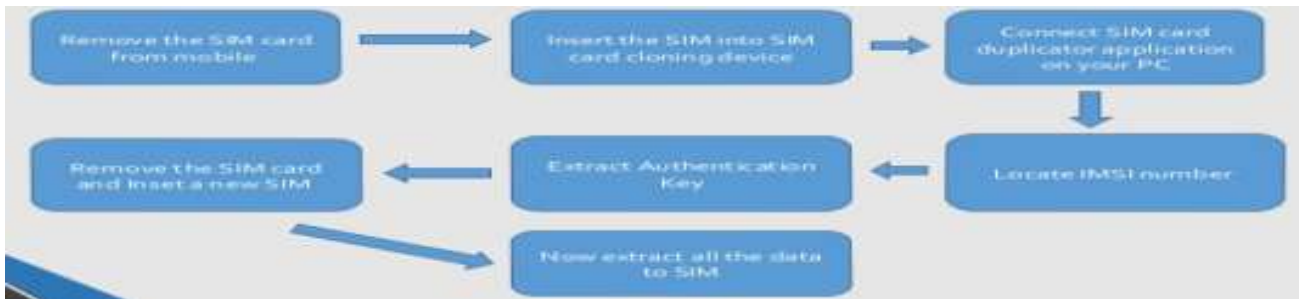 Remove the SIM card
from mobile
Insert the SIM into SIM
card cloning device
Connect SIM card
duplicator application
on your PC
Locate IMSI number
Extract Authentication
Key
Remove the SIM card
and Inset a new SIM
Now extract all the data
to SIM